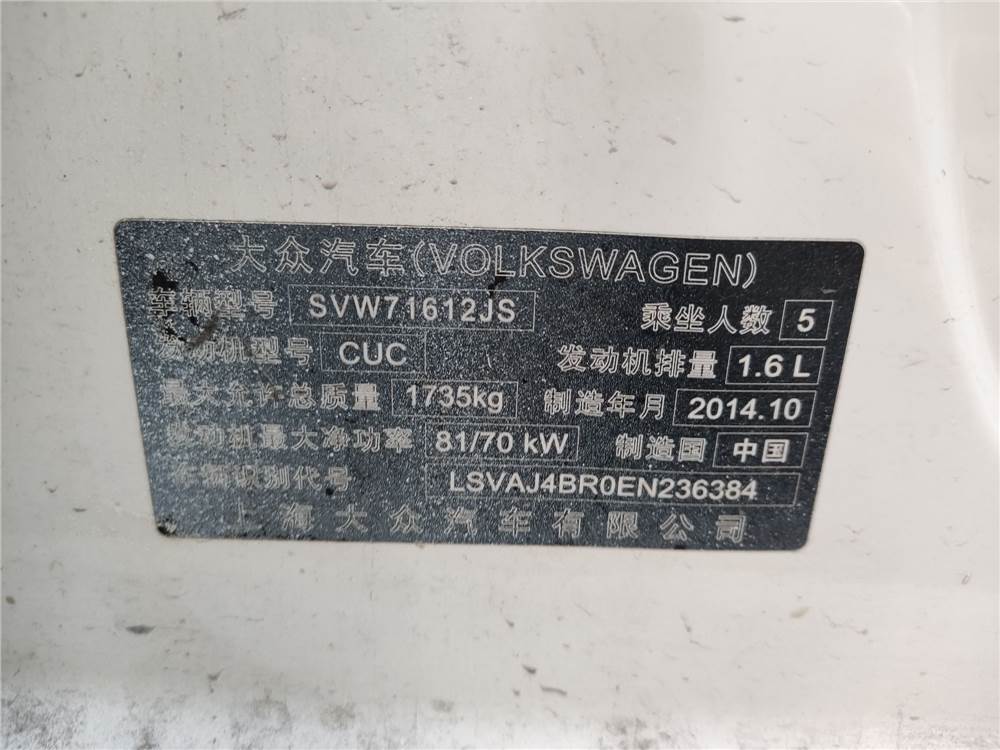 大众汽车(VOLKSWAGEN)
车辆型号 SVW71612JS 乘坐人数 5
发动机型号 CUC 发动机排量 1.6 L
最大允许总质量 1735kg 制造年月 2014.10
发动机最大净功率 81/70 kW 制造国 中国
车辆识别代号 LSVAJ4BR0EN236384
上海大众汽车有限公司